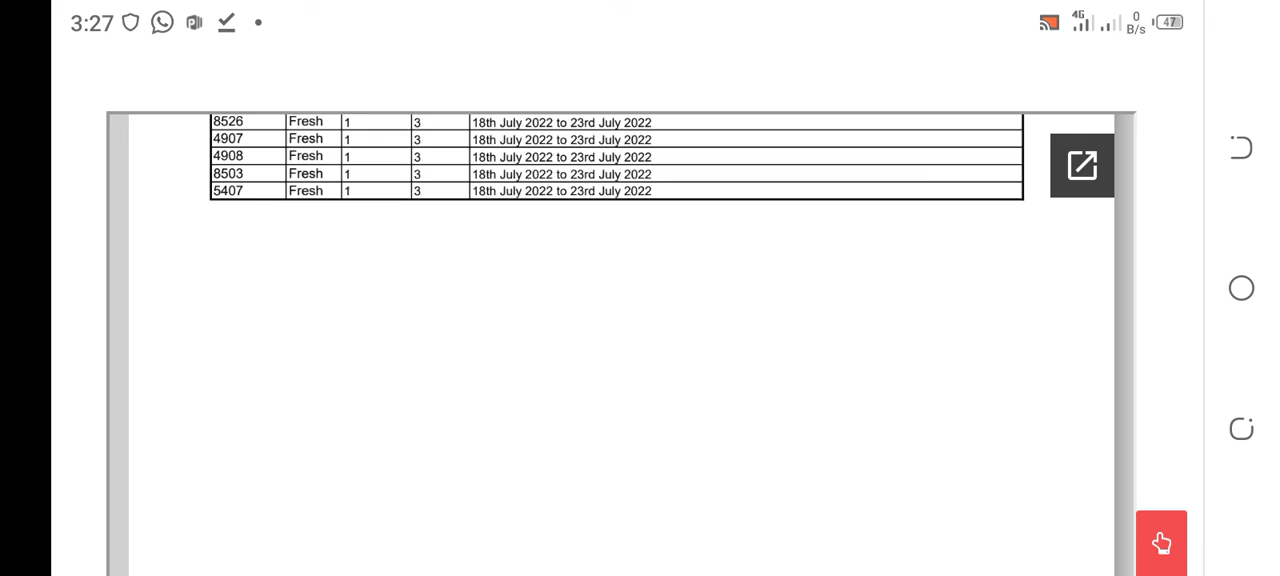 3:27 4G 0 B/s 47
8526 Fresh 1 3 18th July 2022 to 23rd July 2022
4907 Fresh 1 3 18th July 2022 to 23rd July 2022
4908 Fresh 1 3 18th July 2022 to 23rd July 2022
8503 Fresh 1 3 18th July 2022 to 23rd July 2022
5407 Fresh 1 3 18th July 2022 to 23rd July 2022